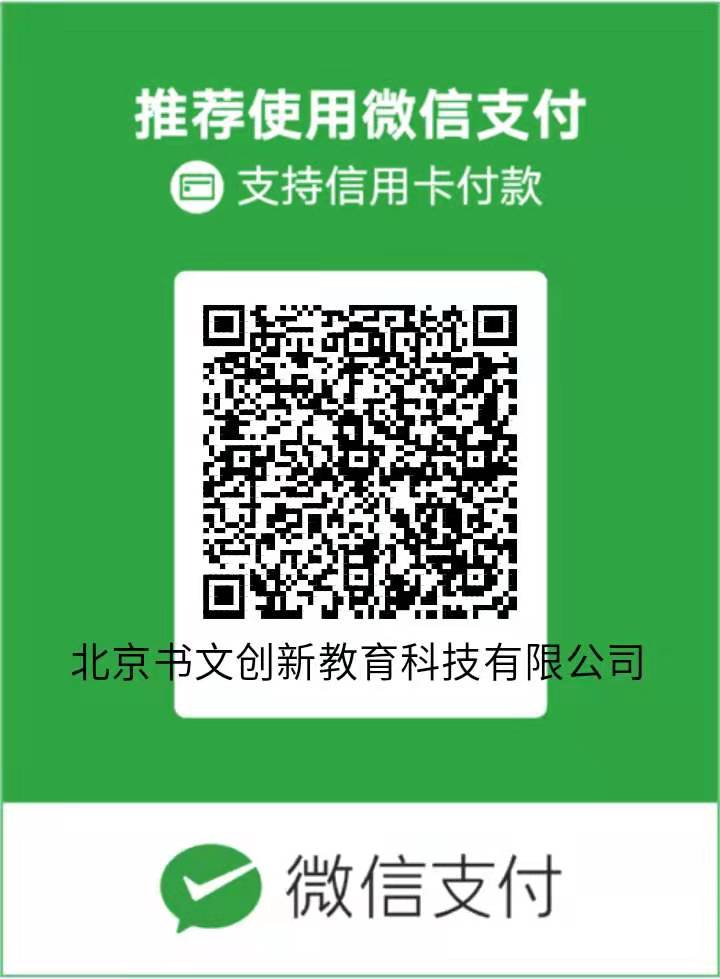 推荐使用微信支付
支持信用卡付款
北京书文创新教育科技有限公司
微信支付